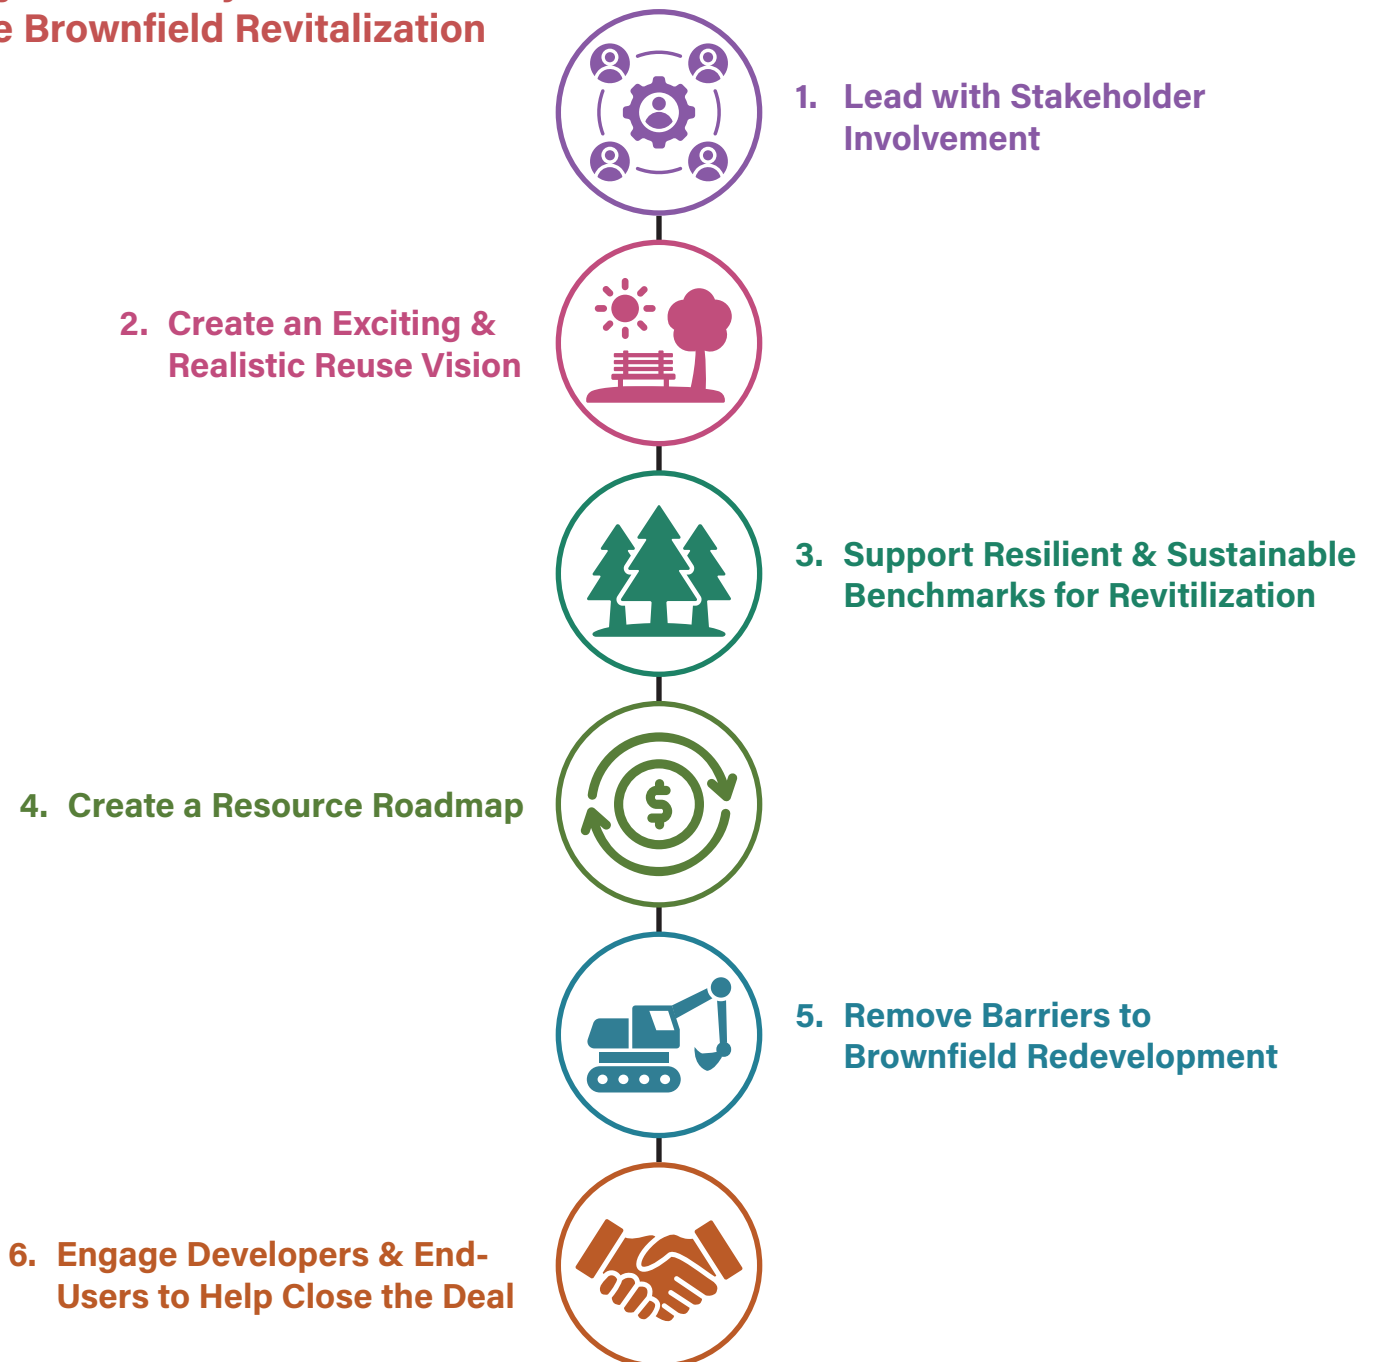 Brownfield Revitalization
1. Lead with Stakeholder
Involvement
2. Create an Exciting &
Realistic Reuse Vision
3. Support Resilient & Sustainable
Benchmarks for Revitilization
4. Create a Resource Roadmap
$
5. Remove Barriers to
Brownfield Redevelopment
6. Engage Developers & End-
Users to Help Close the Deal